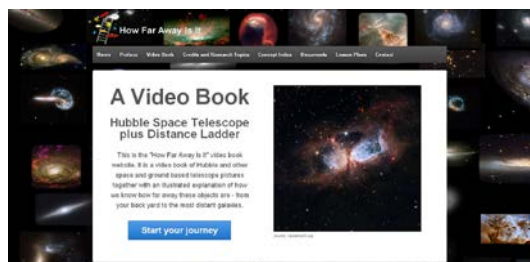 How Far Away Is It
Home Preface Video Book Credits and Research Topics Concept Index Documents Lesson Plans Contact
A Video Book
Hubble Space Telescope
plus Distance Ladder
This is the "How Far Away Is It" video book
website. It is a video book of Hubble and other
space and ground based telescope pictures
together with an illustrated explanation of how
we know how far away these objects are - from
your back yard to the most distant galaxies.
Start your journey